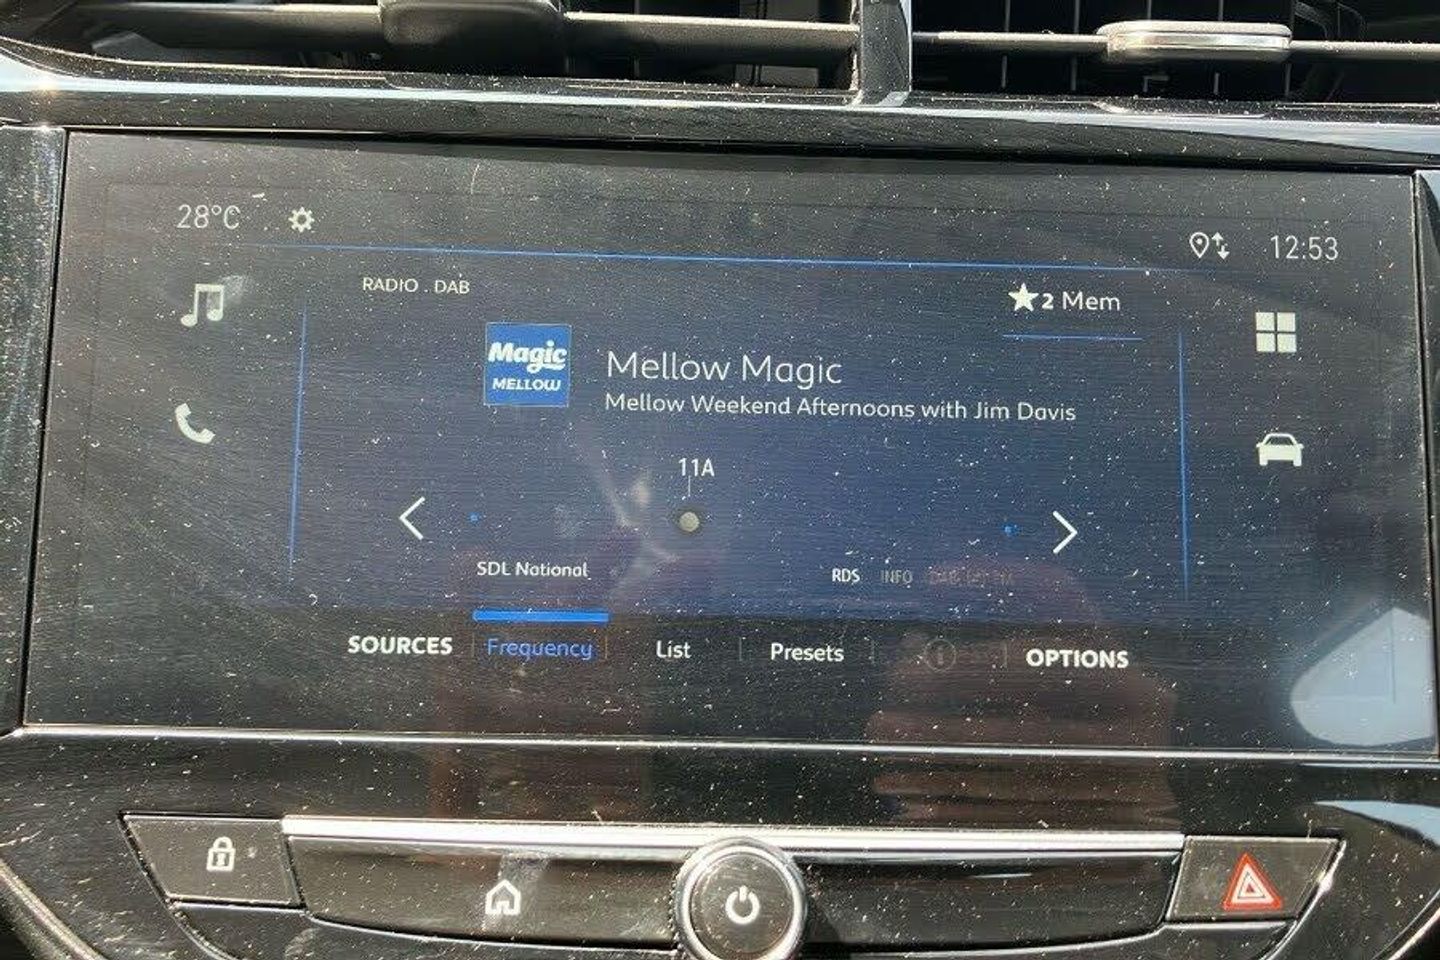 28°C
12:53
RADIO . DAB
2 Mem
Magic
MELLOW
Mellow Magic
Mellow Weekend Afternoons with Jim Davis
11A
SDL National
RDS INFO
SOURCES Frequency List Presets OPTIONS